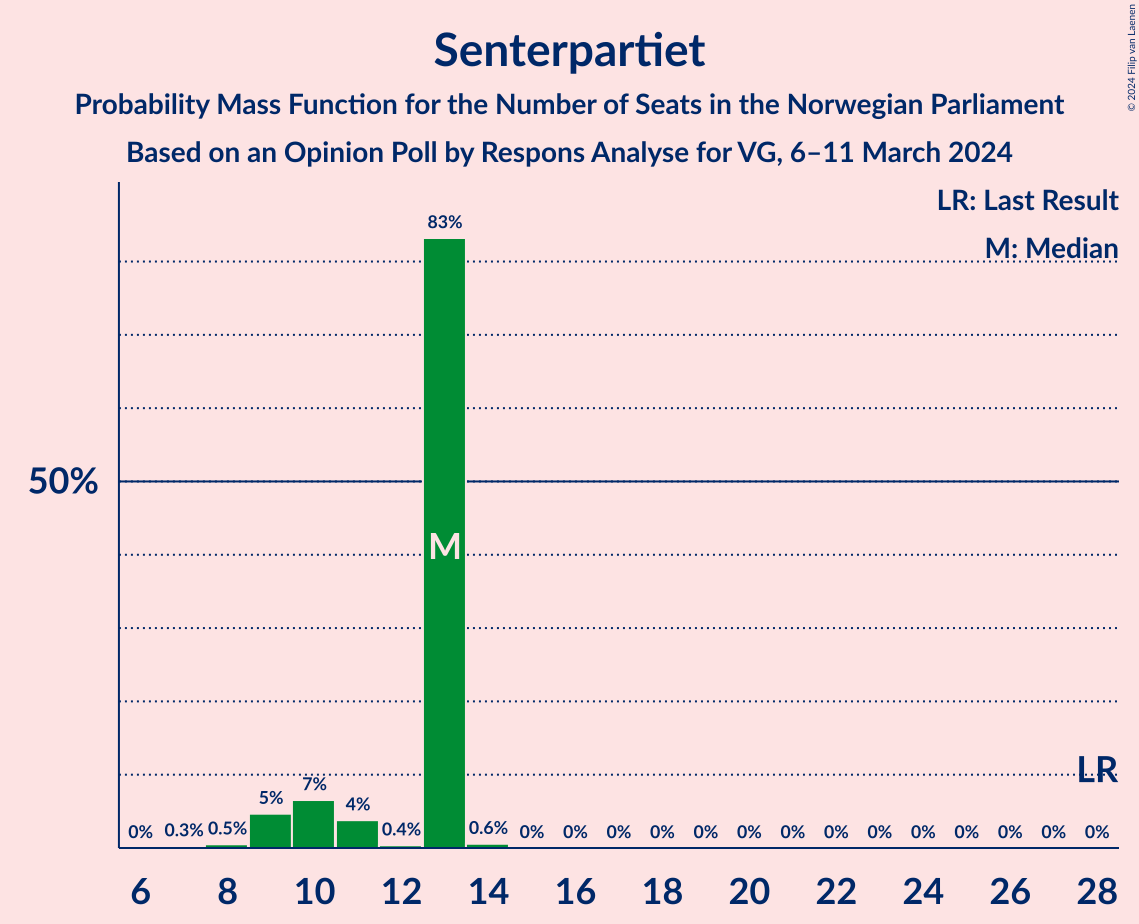 Senterpartiet
Probability Mass Function for the Number of Seats in the Norwegian Parliament
Based on an Opinion Poll by Respons Analyse for VG, 6–11 March 2024
© 2024 Filip van Laenen
LR: Last Result
M: Median
83%
50%
M
LR
0% 0.3% 0.5% 5% 7% 4% 0.4% 0.6% 0% 0% 0% 0% 0% 0% 0% 0% 0% 0% 0% 0% 0% 0%
6 8 10 12 14 16 18 20 22 24 26 28